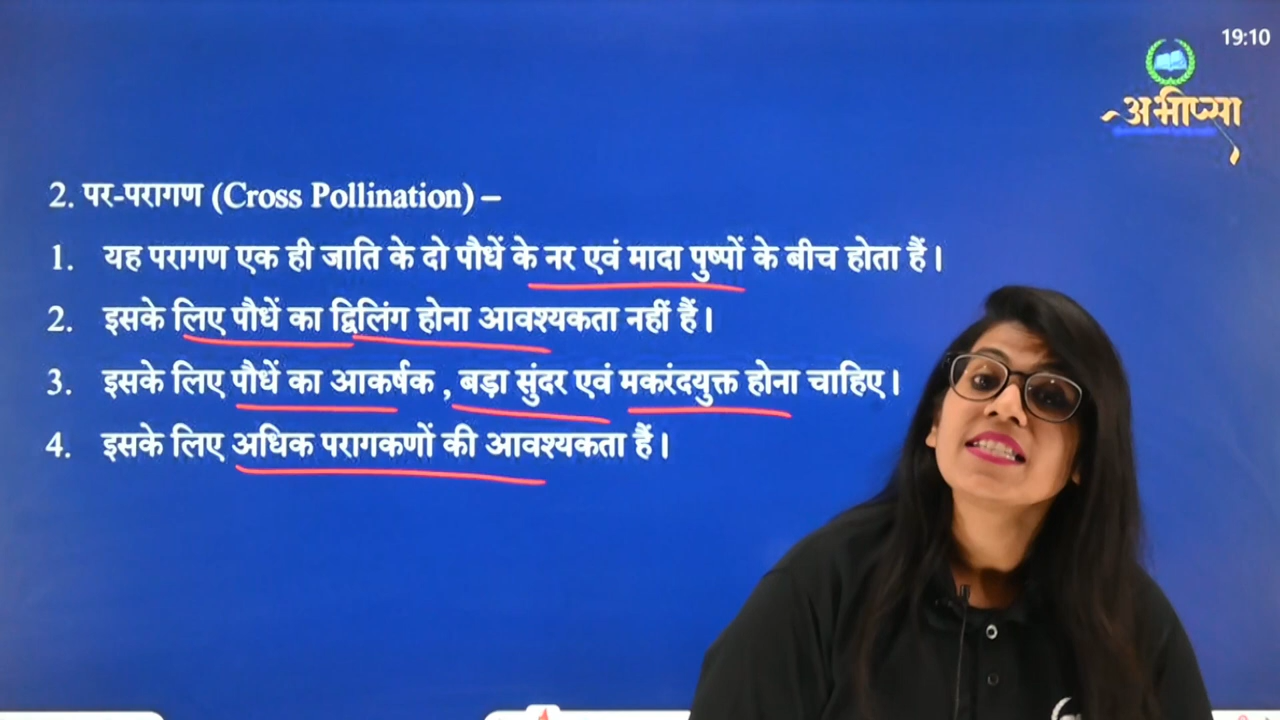 19:10
अभीप्सा
2. पर-परागण (Cross Pollination) –
1. यह परागण एक ही जाति के दो पौधें के नर एवं मादा पुष्पों के बीच होता हैं।
2. इसके लिए पौधें का द्विलिंग होना आवश्यकता नहीं हैं।
3. इसके लिए पौधें का आकर्षक , बड़ा सुंदर एवं मकरंदयुक्त होना चाहिए।
4. इसके लिए अधिक परागकणों की आवश्यकता हैं।